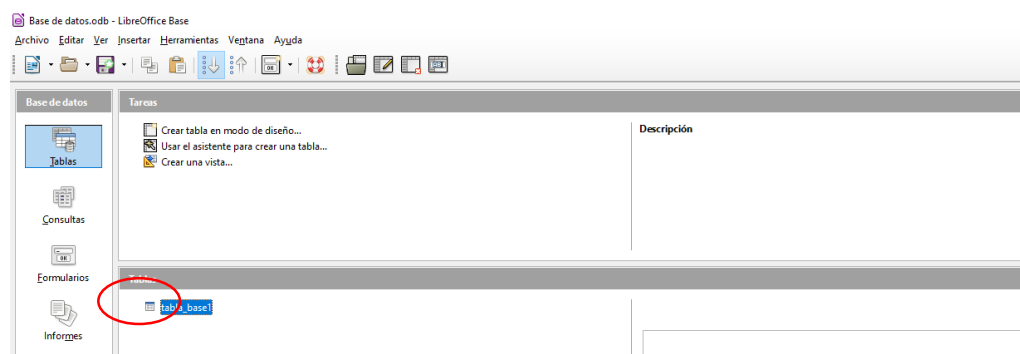 Base de datos.odb - LibreOffice Base
Archivo Editar Ver Insertar Herramientas Ventana Ayuda
Base de datos
Tareas
Tablas
Consultas
Formularios
Informes
Crear tabla en modo de diseño...
Usar el asistente para crear una tabla...
Crear una vista...
Descripción
Tablas
tabla_base1